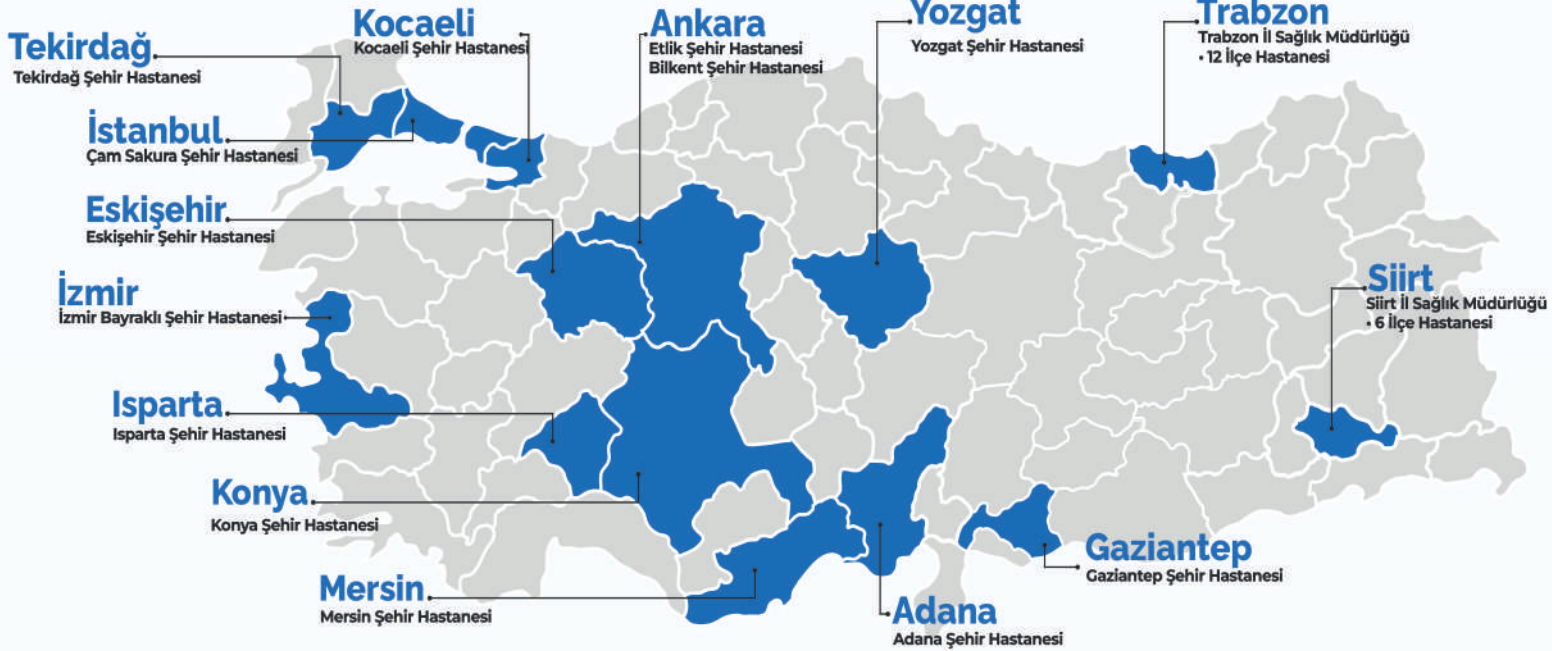 Tekirdağ
Tekirdağ Şehir Hastanesi
Kocaeli
Kocaeli Şehir Hastanesi
Ankara
Etlik Şehir Hastanesi
Bilkent Şehir Hastanesi
Yozgat
Yozgat Şehir Hastanesi
Trabzon
Trabzon İl Sağlık Müdürlüğü
• 12 İlçe Hastanesi
İstanbul
Çam Sakura Şehir Hastanesi
Eskişehir
Eskişehir Şehir Hastanesi
İzmir
İzmir Bayraklı Şehir Hastanesi
Siirt
Siirt İl Sağlık Müdürlüğü
• 6 İlçe Hastanesi
Isparta
Isparta Şehir Hastanesi
Konya
Konya Şehir Hastanesi
Mersin
Mersin Şehir Hastanesi
Gaziantep
Gaziantep Şehir Hastanesi
Adana
Adana Şehir Hastanesi